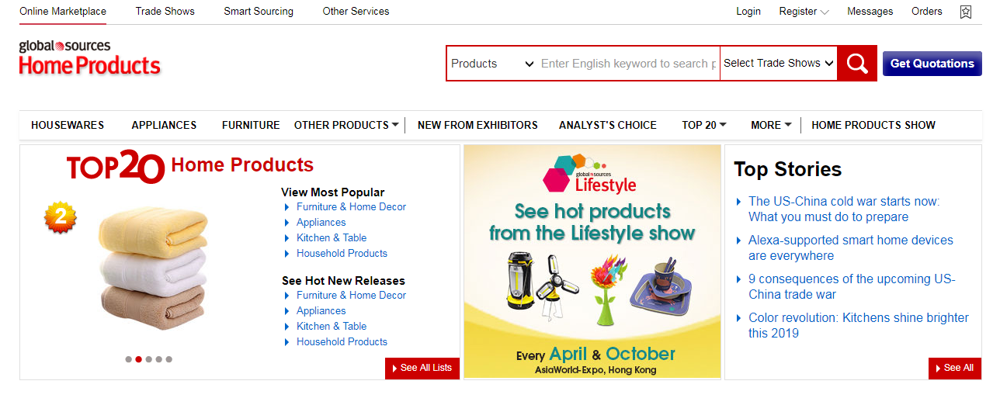 Online Marketplace Trade Shows Smart Sourcing Other Services Login Register Messages Orders
global sources
Home Products
Products Enter English keyword to search p Select Trade Shows Get Quotations
HOUSEWARES APPLIANCES FURNITURE OTHER PRODUCTS NEW FROM EXHIBITORS ANALYST'S CHOICE TOP 20 MORE HOME PRODUCTS SHOW
TOP20 Home Products
2
View Most Popular
Furniture & Home Decor
Appliances
Kitchen & Table
Household Products
See Hot New Releases
Furniture & Home Decor
Appliances
Kitchen & Table
Household Products
See All Lists
global sources
Lifestyle
See hot products
from the Lifestyle show
Every April & October
AsiaWorld-Expo, Hong Kong
Top Stories
The US-China cold war starts now:
What you must do to prepare
Alexa-supported smart home devices
are everywhere
9 consequences of the upcoming US-
China trade war
Color revolution: Kitchens shine brighter
this 2019
See All